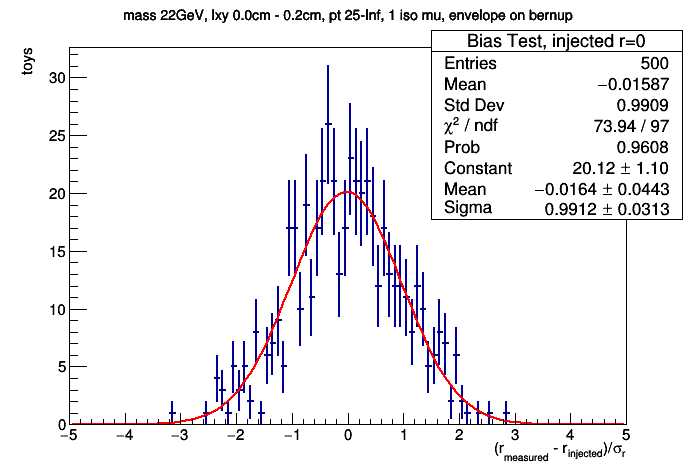 mass 22GeV, lxy 0.0cm - 0.2cm, pt 25-Inf, 1 iso mu, envelope on bernup
Bias Test, injected r=0
Entries 500
Mean −0.01587
Std Dev 0.9909
χ² / ndf 73.94 / 97
Prob 0.9608
Constant 20.12 ± 1.10
Mean −0.0164 ± 0.0443
Sigma 0.9912 ± 0.0313
toys
30
25
20
15
10
5
0
−5 −4 −3 −2 −1 0 1 2 3 4 5
(r_measured - r_injected)/σ_r